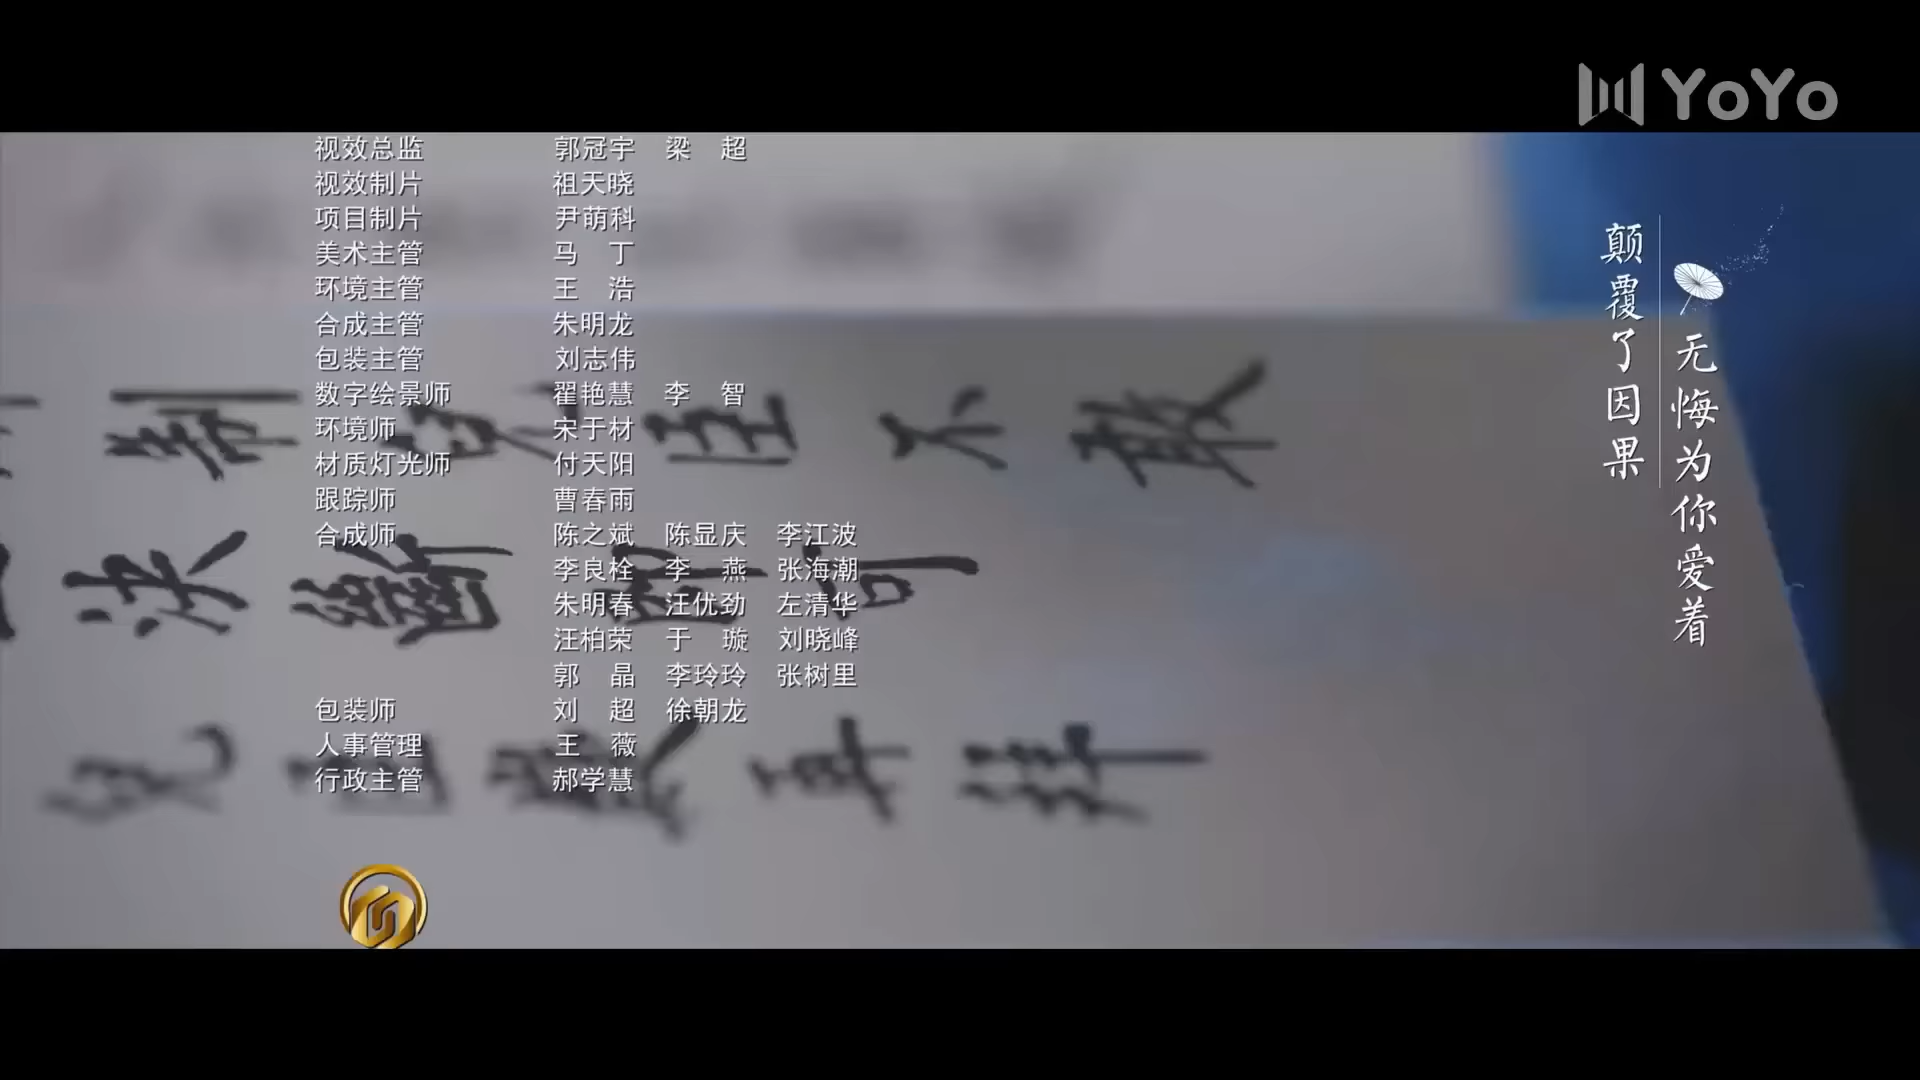 YoYo
视效总监 郭冠宇 梁 超
视效制片 祖天晓
项目制片 尹萌科
美术主管 马 丁
环境主管 王 浩
合成主管 朱明龙
包装主管 刘志伟
数字绘景师 翟艳慧 李 智
环境师 宋于材
材质灯光师 付天阳
跟踪师 曹春雨
合成师 陈之斌 陈显庆 李江波
李良栓 李 燕 张海潮
朱明春 汪优劲 左清华
汪柏荣 于 璇 刘晓峰
郭 晶 李玲玲 张树里
包装师 刘 超 徐朝龙
人事管理 王 薇
行政主管 郝学慧
无悔为你爱着
颠覆了因果